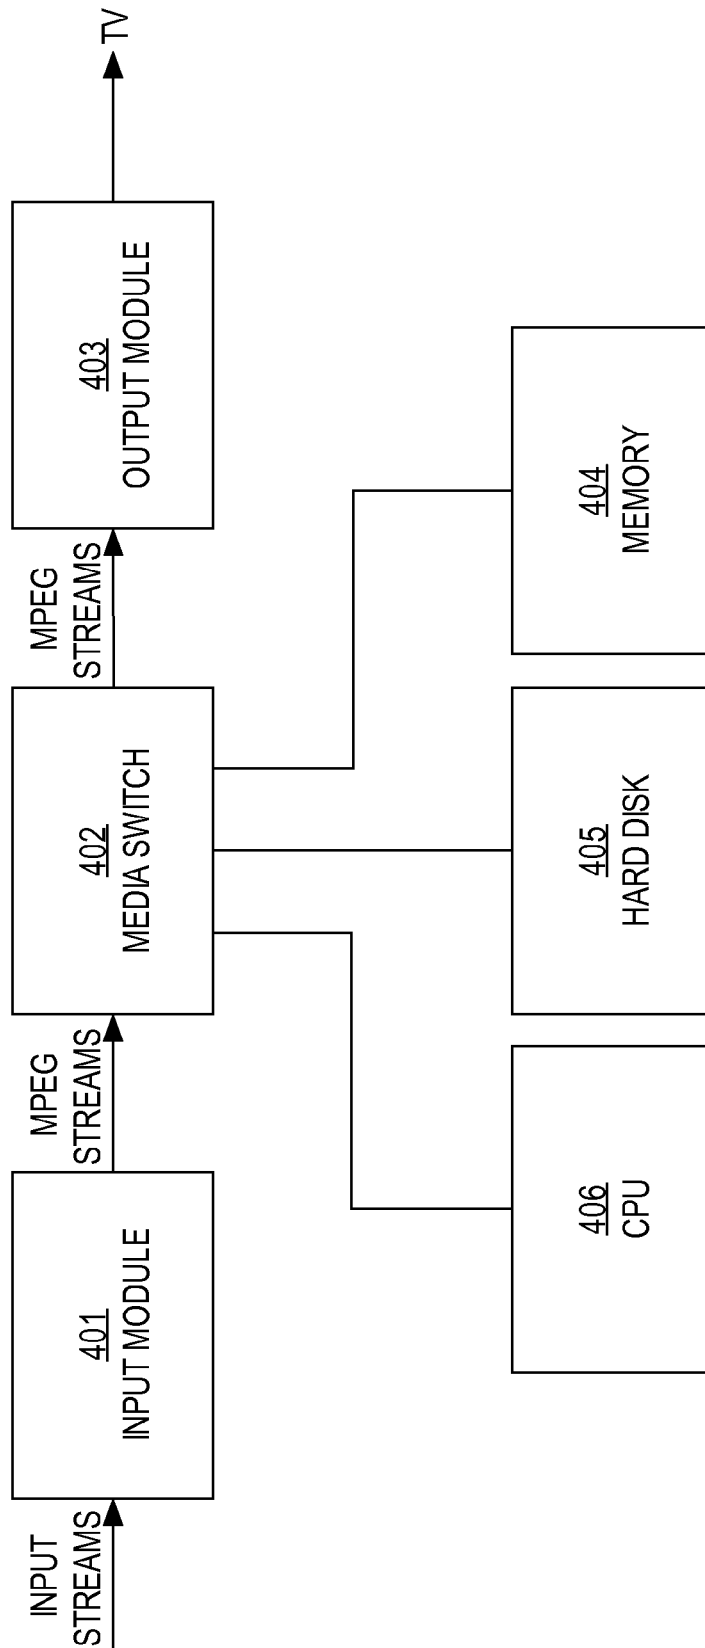 INPUT
STREAMS
401
INPUT MODULE
MPEG
STREAMS
402
MEDIA SWITCH
MPEG
STREAMS
403
OUTPUT MODULE
TV
406
CPU
405
HARD DISK
404
MEMORY